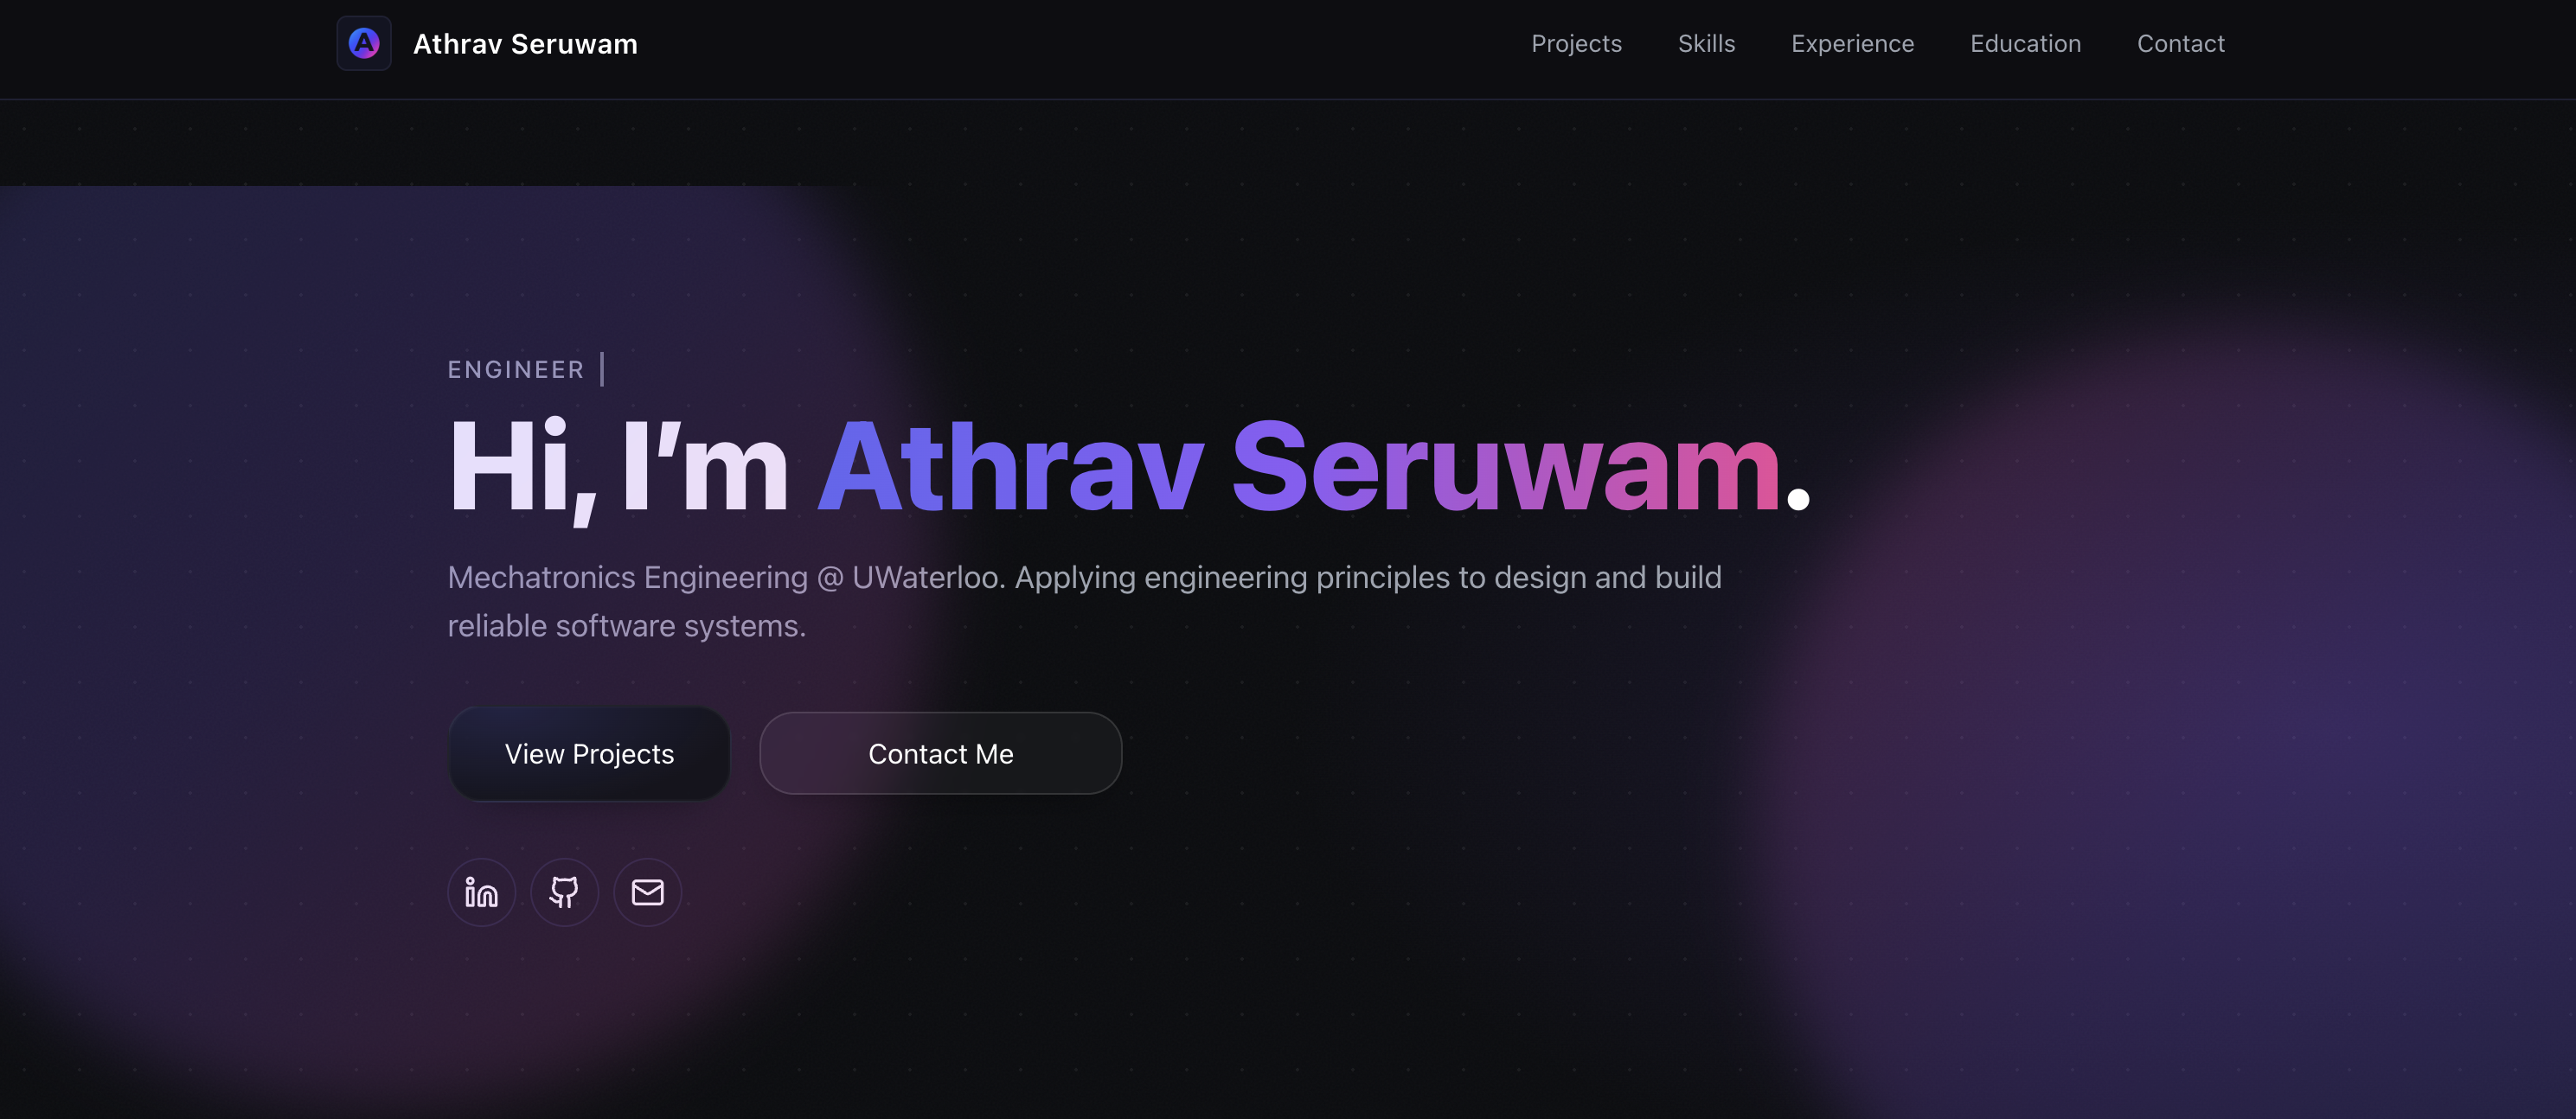 A Athrav Seruwam
Projects Skills Experience Education Contact
ENGINEER
Hi, I’m Athrav Seruwam.
Mechatronics Engineering @ UWaterloo. Applying engineering principles to design and build
reliable software systems.
View Projects
Contact Me
in